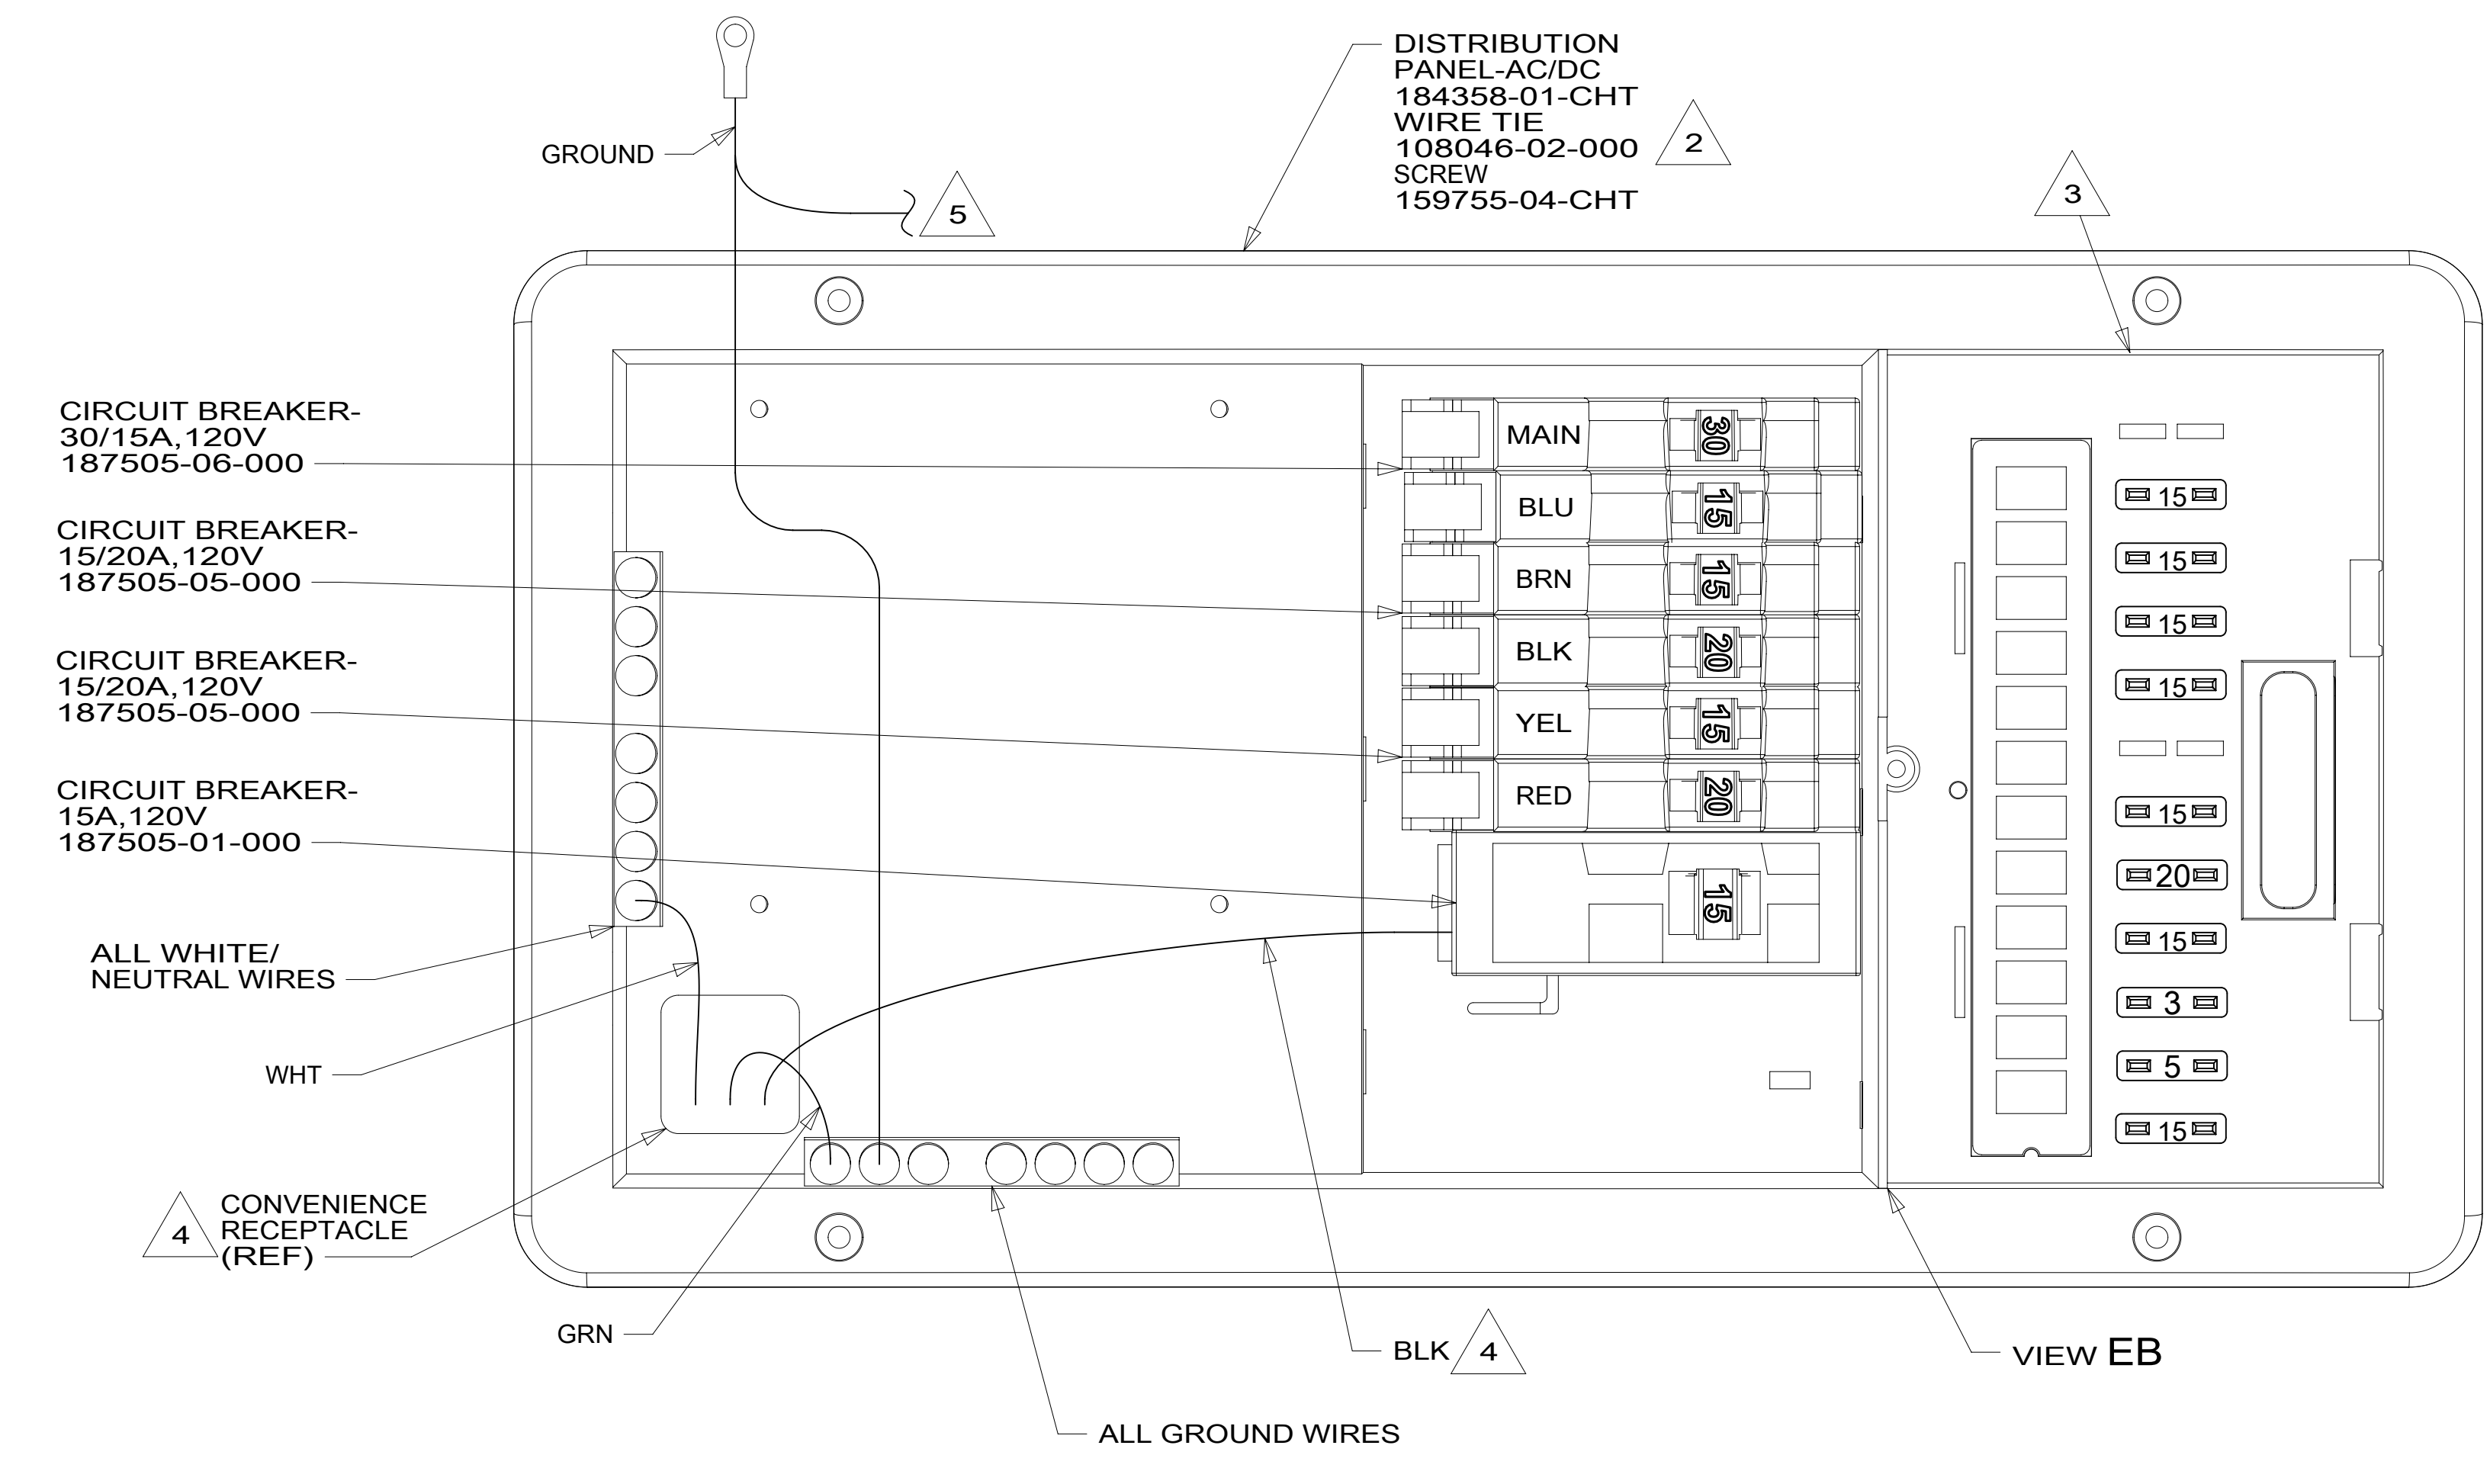 DISTRIBUTION
PANEL-AC/DC
184358-01-CHT
WIRE TIE
108046-02-000
SCREW
159755-04-CHT
2
GROUND
5
3
CIRCUIT BREAKER-
30/15A,120V
187505-06-000
CIRCUIT BREAKER-
15/20A,120V
187505-05-000
CIRCUIT BREAKER-
15/20A,120V
187505-05-000
CIRCUIT BREAKER-
15A,120V
187505-01-000
ALL WHITE/
NEUTRAL WIRES
WHT
4
CONVENIENCE
RECEPTACLE
(REF)
GRN
MAIN 30
BLU 15
BRN 15
BLK 20
YEL 15
RED 20
15
15
15
15
15
15
20
15
3
5
15
BLK 4
VIEW EB
ALL GROUND WIRES